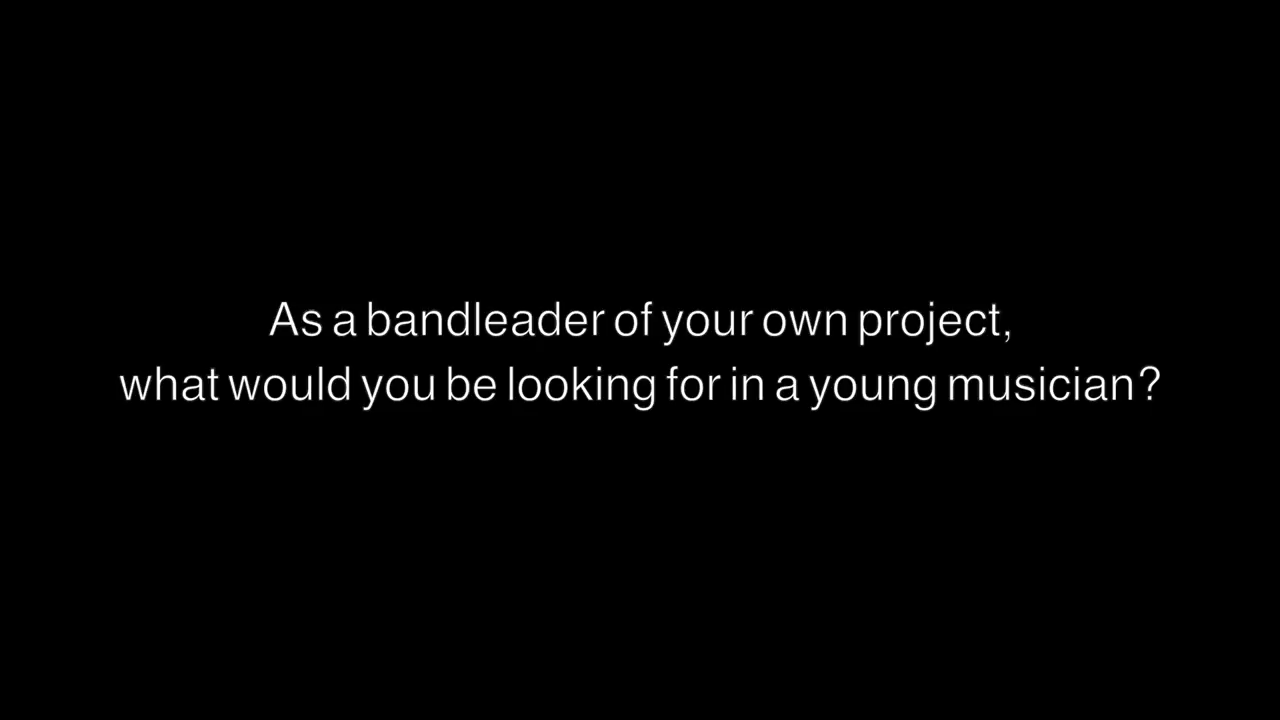 As a bandleader of your own project,
what would you be looking for in a young musician?